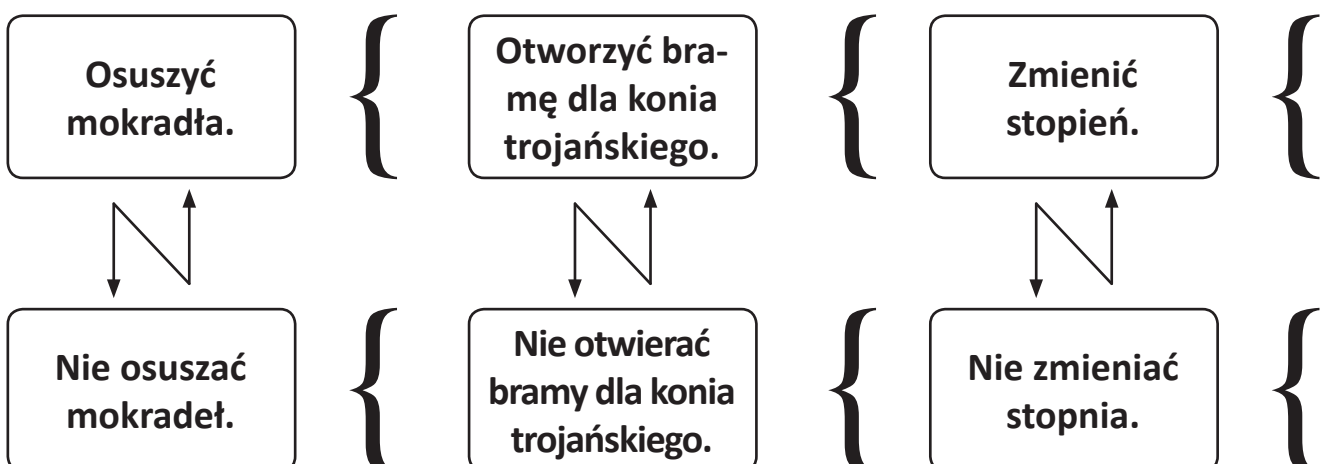 Osuszyć
mokradła.
Otworzyć bra-
mę dla konia
trojańskiego.
Zmienić
stopień.
Nie osuszać
mokradeł.
Nie otwierać
bramy dla konia
trojańskiego.
Nie zmieniać
stopnia.